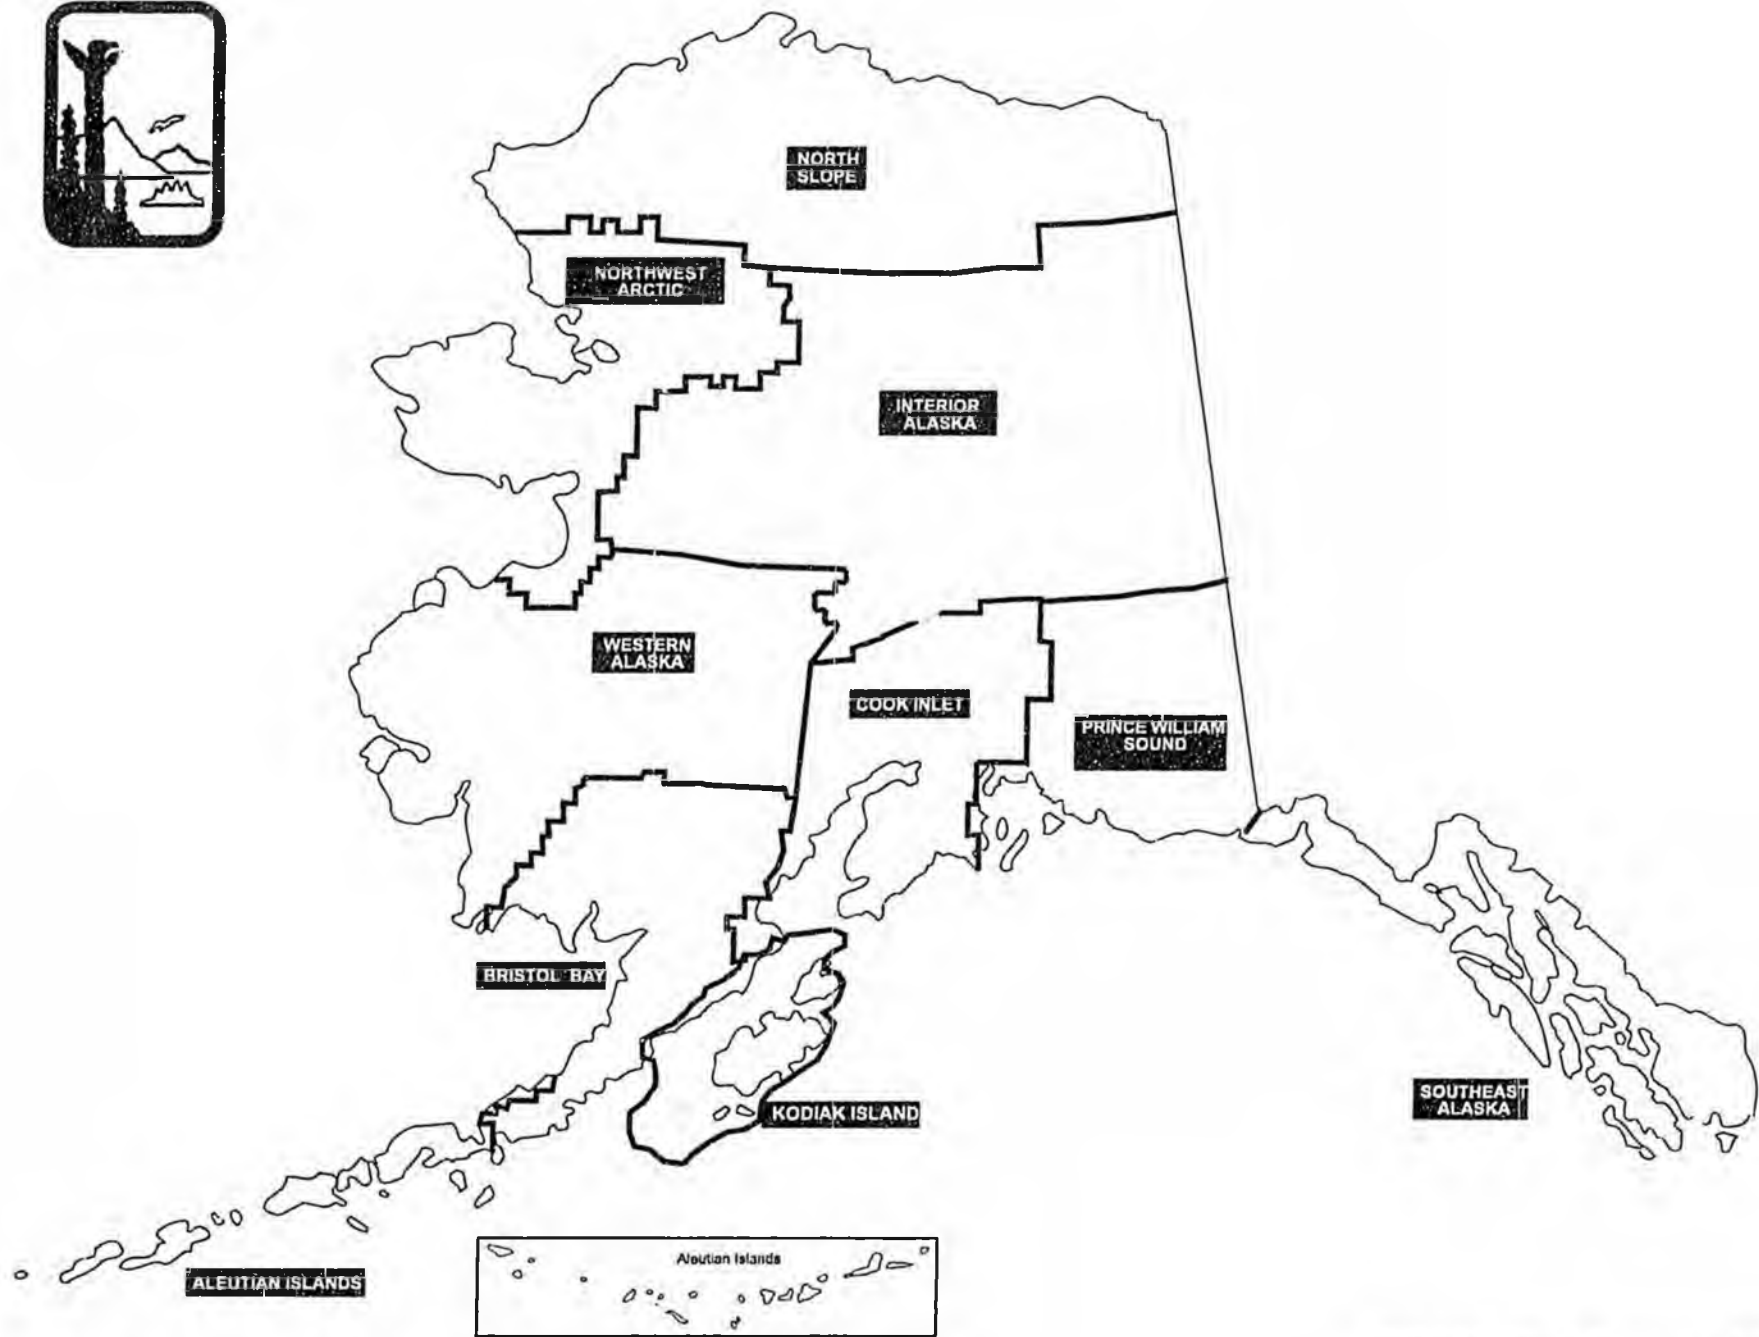 NORTH
SLOPE
NORTHWEST
ARCTIC
INTERIOR
ALASKA
WESTERN
ALASKA
COOK INLET
PRINCE WILLIAM
SOUND
BRISTOL BAY
KODIAK ISLAND
SOUTHEAST
ALASKA
ALEUTIAN ISLANDS
Aleutian Islands